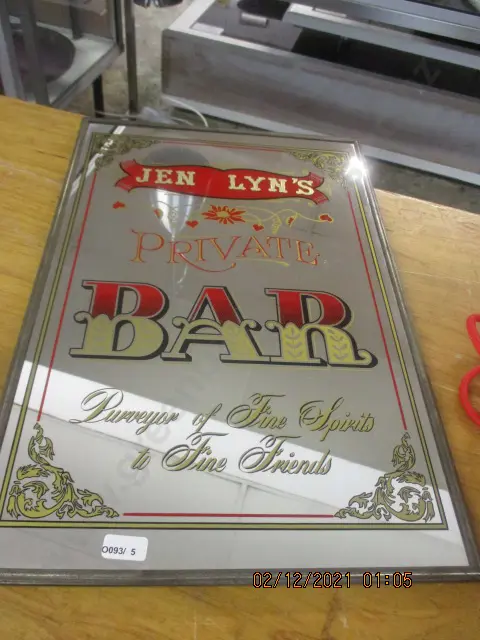 JEN LYN'S
PRIVATE
BAR
Purveyor of Fine Spirits
to Fine Friends
O093/ 5
02/12/2021 01:05